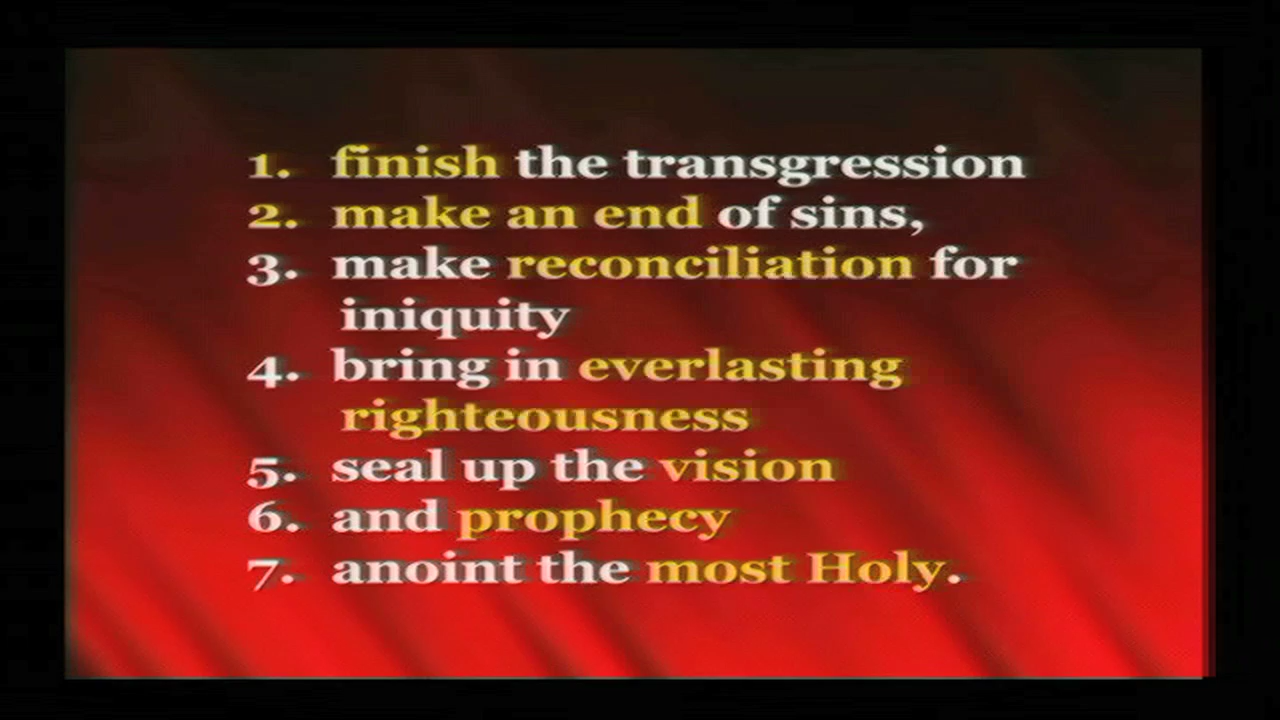 1. finish the transgression
2. make an end of sins,
3. make reconciliation for
iniquity
4. bring in everlasting
righteousness
5. seal up the vision
6. and prophecy
7. anoint the most Holy.